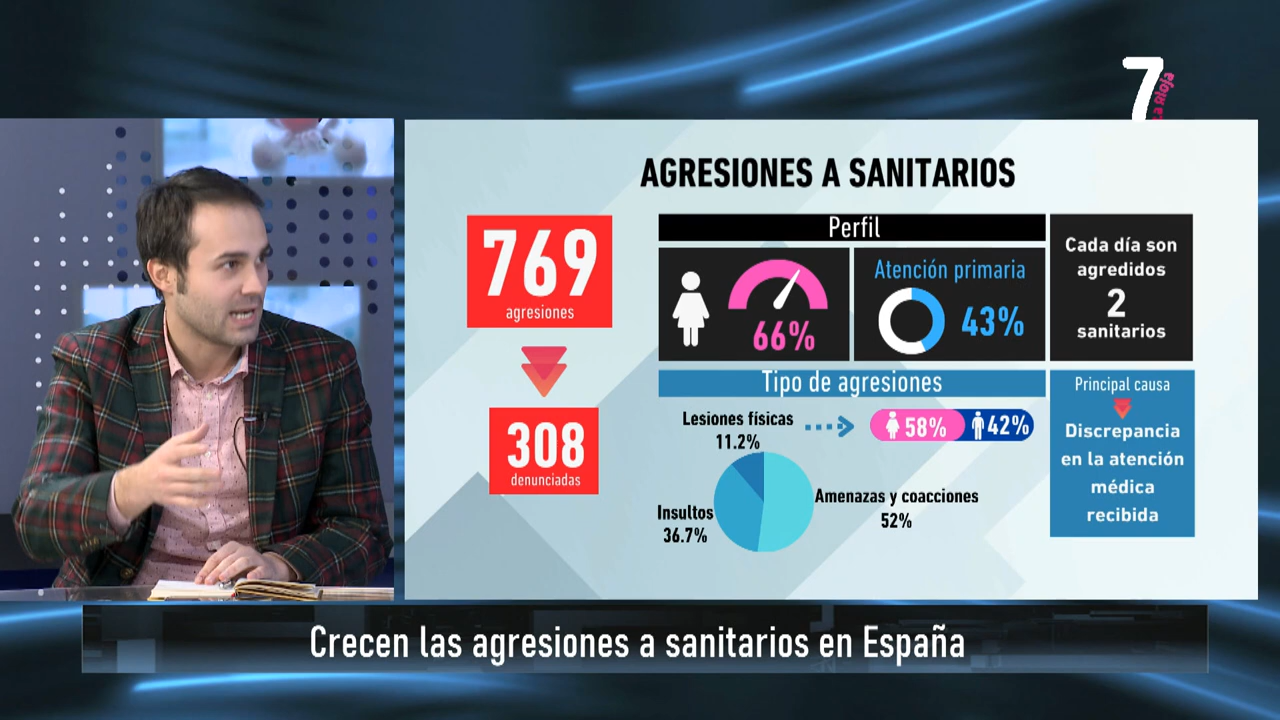 7
La Rioja
AGRESIONES A SANITARIOS
769
agresiones
308
denunciadas
Perfil
66%
Atención primaria
43%
Cada día son
agredidos
2
sanitarios
Tipo de agresiones
Lesiones físicas
11.2%
58%
42%
Insultos
36.7%
Amenazas y coacciones
52%
Principal causa
Discrepancia
en la atención
médica
recibida
Crecen las agresiones a sanitarios en España